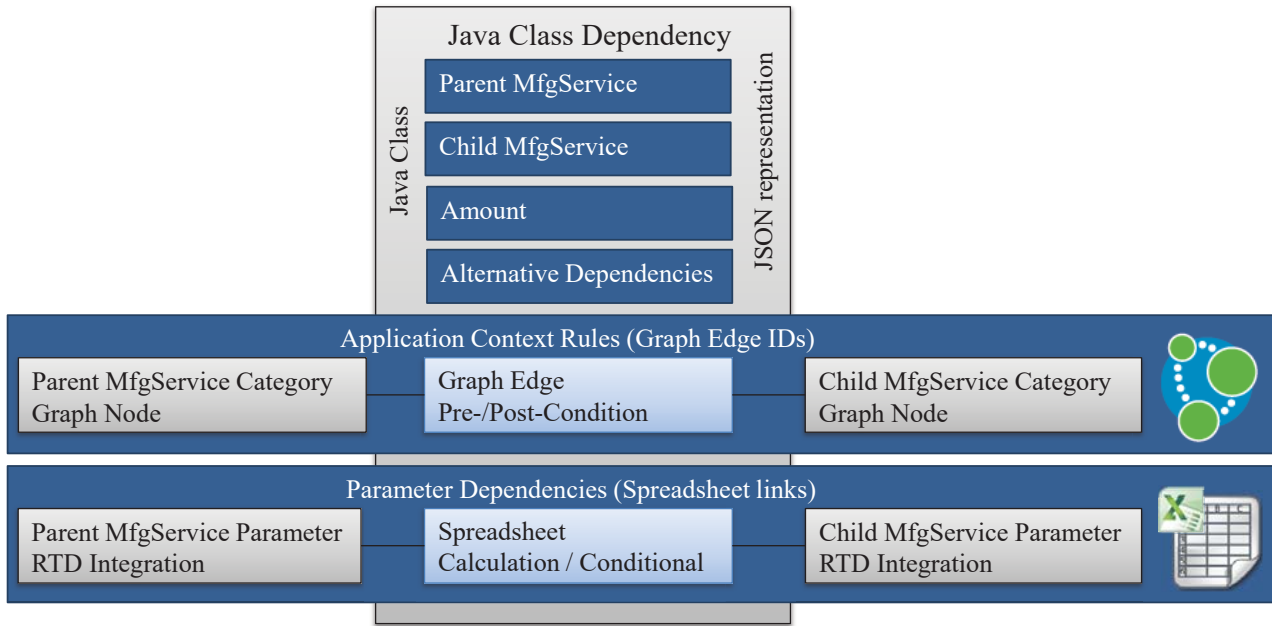 Java Class Dependency
Java Class
Parent MfgService
Child MfgService
Amount
Alternative Dependencies
JSON representation
Application Context Rules (Graph Edge IDs)
Parent MfgService Category
Graph Node
Graph Edge
Pre-/Post-Condition
Child MfgService Category
Graph Node
Parameter Dependencies (Spreadsheet links)
Parent MfgService Parameter
RTD Integration
Spreadsheet
Calculation / Conditional
Child MfgService Parameter
RTD Integration